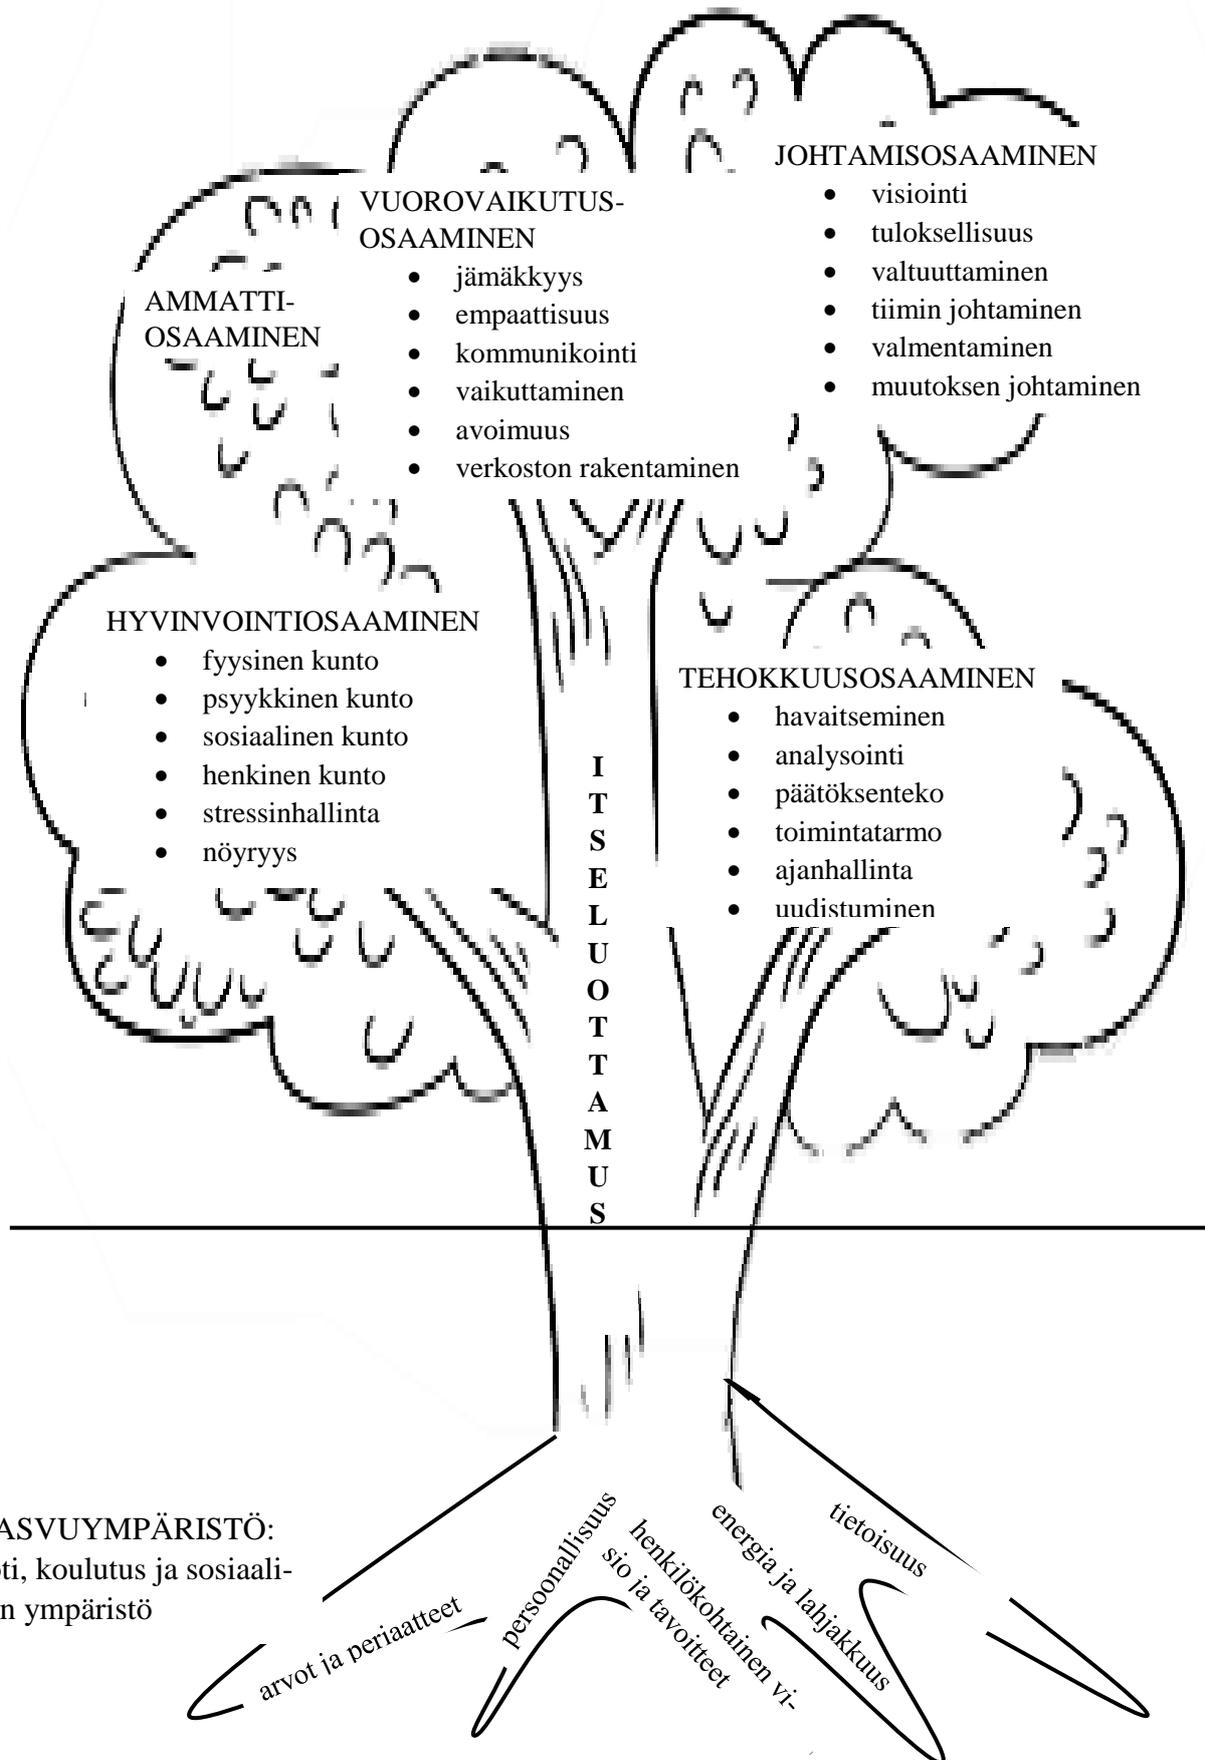 JOHTAMISOSAAMINEN
• visiointi
• tuloksellisuus
• valtuuttaminen
• tiimin johtaminen
• valmentaminen
• muutoksen johtaminen
VUOROVAIKUTUS-
OSAAMINEN
• jämäkkyys
• empaattisuus
• kommunikointi
• vaikuttaminen
• avoimuus
• verkoston rakentaminen
AMMATTI-
OSAAMINEN
HYVINVOINTIOSAAMINEN
• fyysinen kunto
• psyykkinen kunto
• sosiaalinen kunto
• henkinen kunto
• stressinhallinta
• nöyryys
TEHOKKUUSOSAAMINEN
• havaitseminen
• analysointi
• päätöksenteko
• toimintatarmo
• ajanhallinta
• uudistuminen
ITSELUOTTAMUS
ASVUYMPÄRISTÖ:
ti, koulutus ja sosiaali-
n ympäristö
arvot ja periaatteet
persoonallisuus
henkilökohtainen vi-
sio ja tavoitteet
energia ja lahjakkuus
tietoisuus